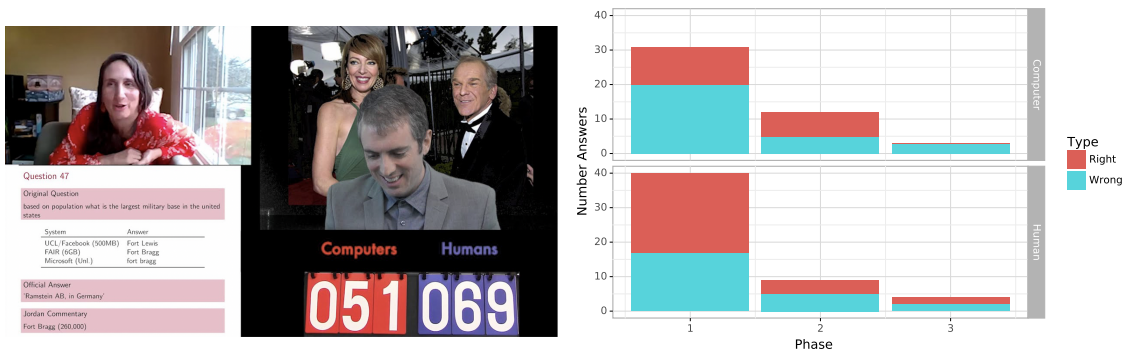 Question 47
Original Question
based on population what is the largest military base in the united
states
System Answer
UCL/Facebook (500MB) Fort Lewis
FAIR (6GB) Fort Bragg
Microsoft (Unl.) fort bragg
Official Answer
'Ramstein AB, in Germany'
Jordan Commentary
Fort Bragg (260,000)
Computers Humans
051 069
Number Answers
40
30
20
10
0
Computer
40
30
20
10
0
Human
1 2 3
Phase
Type
Right
Wrong